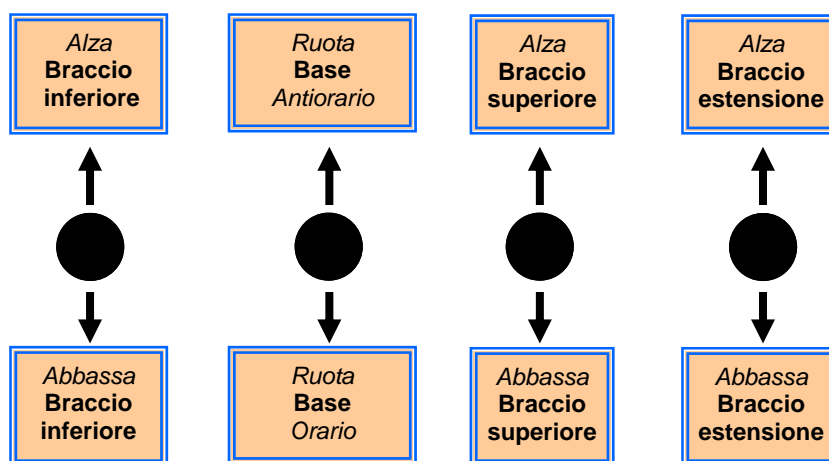 Alza
Braccio
inferiore
Ruota
Base
Antiorario
Alza
Braccio
superiore
Alza
Braccio
estensione
Abbassa
Braccio
inferiore
Ruota
Base
Orario
Abbassa
Braccio
superiore
Abbassa
Braccio
estensione